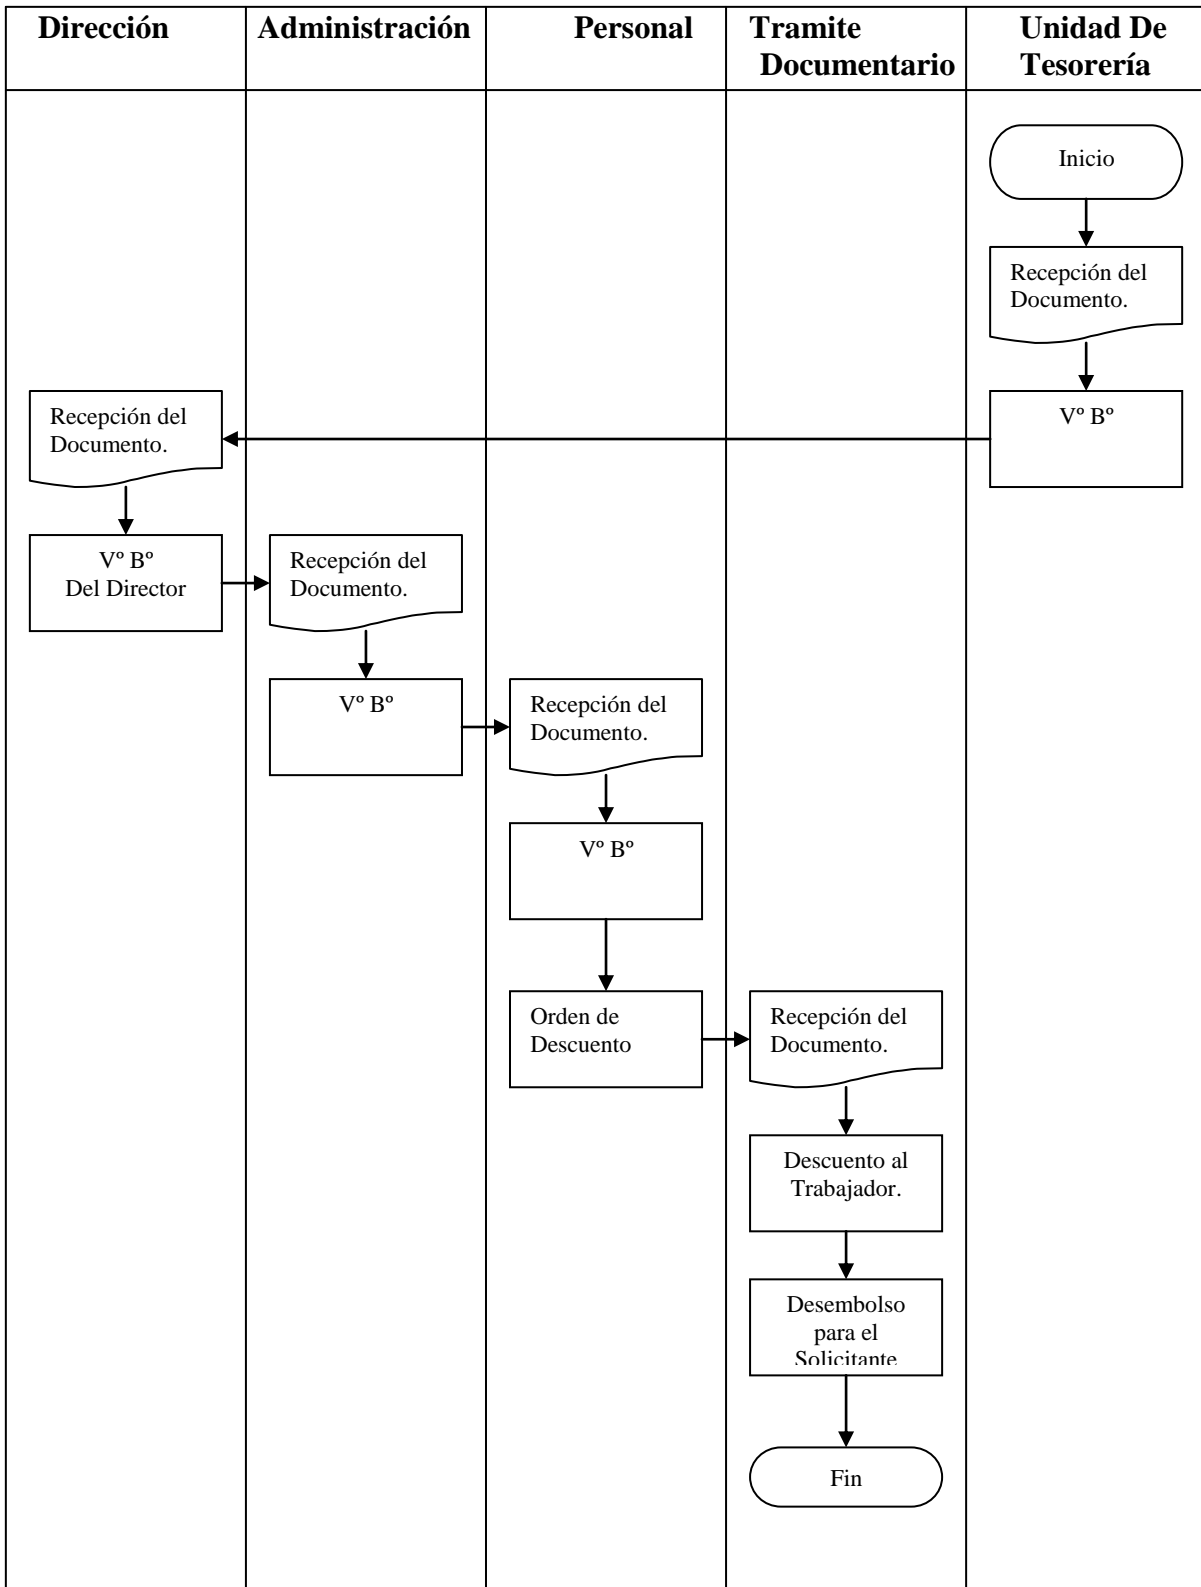 Dirección
Administración
Personal
Tramite
Documentario
Unidad De
Tesorería
Inicio
Recepción del
Documento.
Vº Bº
Recepción del
Documento.
Vº Bº
Del Director
Recepción del
Documento.
Vº Bº
Recepción del
Documento.
Vº Bº
Orden de
Descuento
Recepción del
Documento.
Descuento al
Trabajador.
Desembolso
para el
Solicitante
Fin